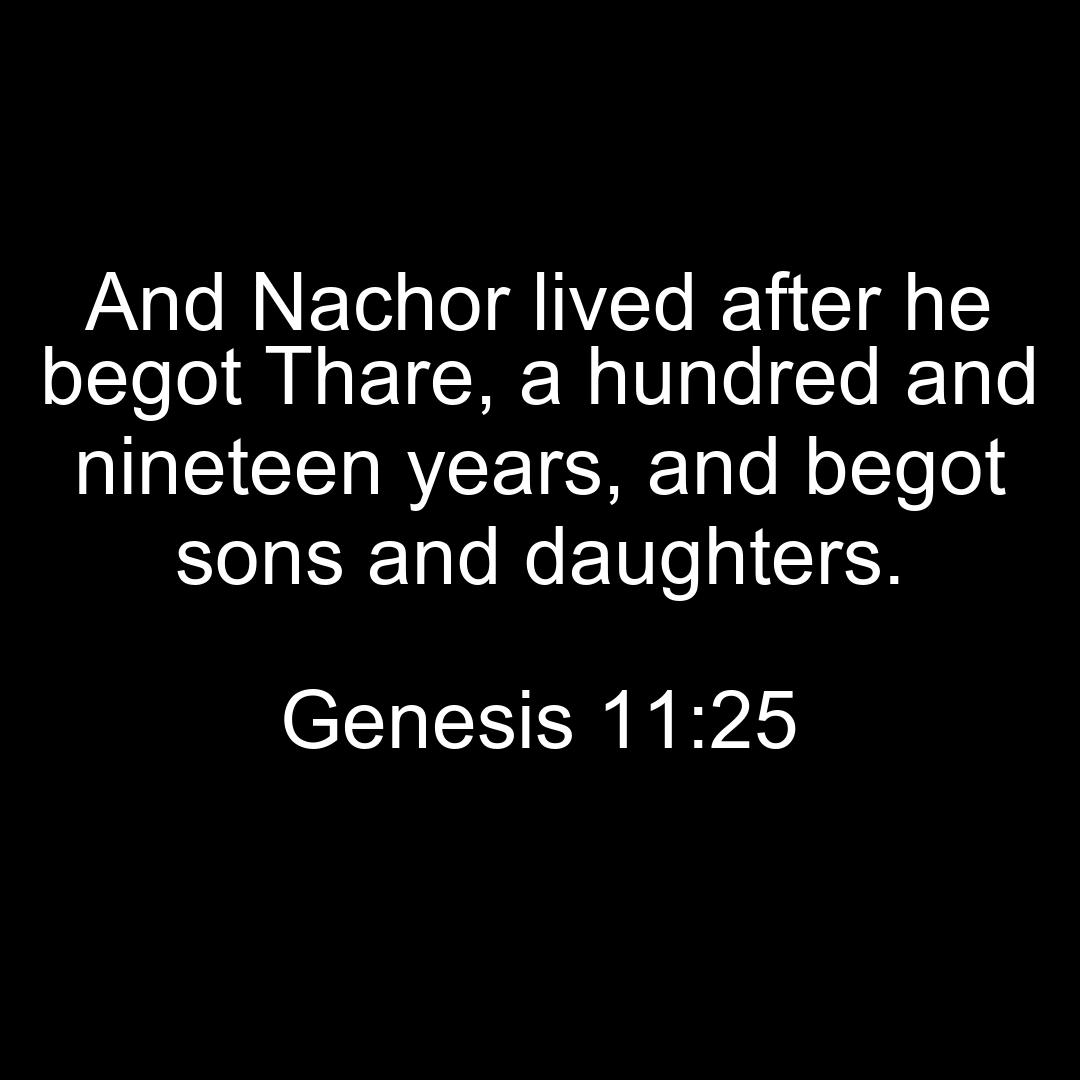 And Nachor lived after he
begot Thare, a hundred and
nineteen years, and begot
sons and daughters.
Genesis 11:25